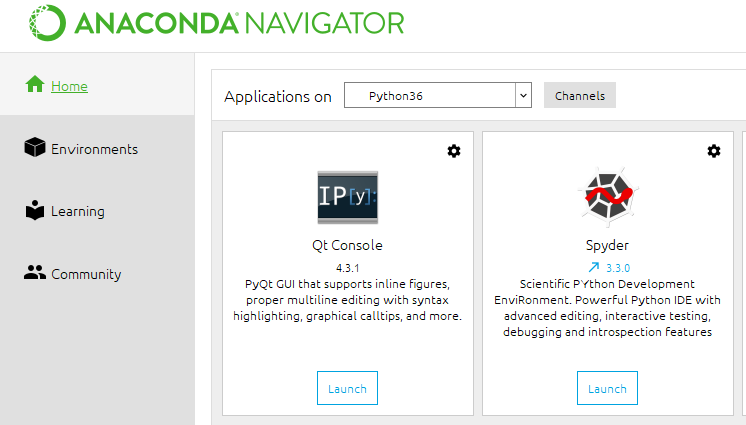 ANACONDA NAVIGATOR
Home
Environments
Learning
Community
Applications on Python36 Channels
IP[y]:
Qt Console
4.3.1
PyQt GUI that supports inline figures,
proper multiline editing with syntax
highlighting, graphical calltips, and more.
Launch
Spyder
3.3.0
Scientific PYthon Development
EnviRonment. Powerful Python IDE with
advanced editing, interactive testing,
debugging and introspection features
Launch